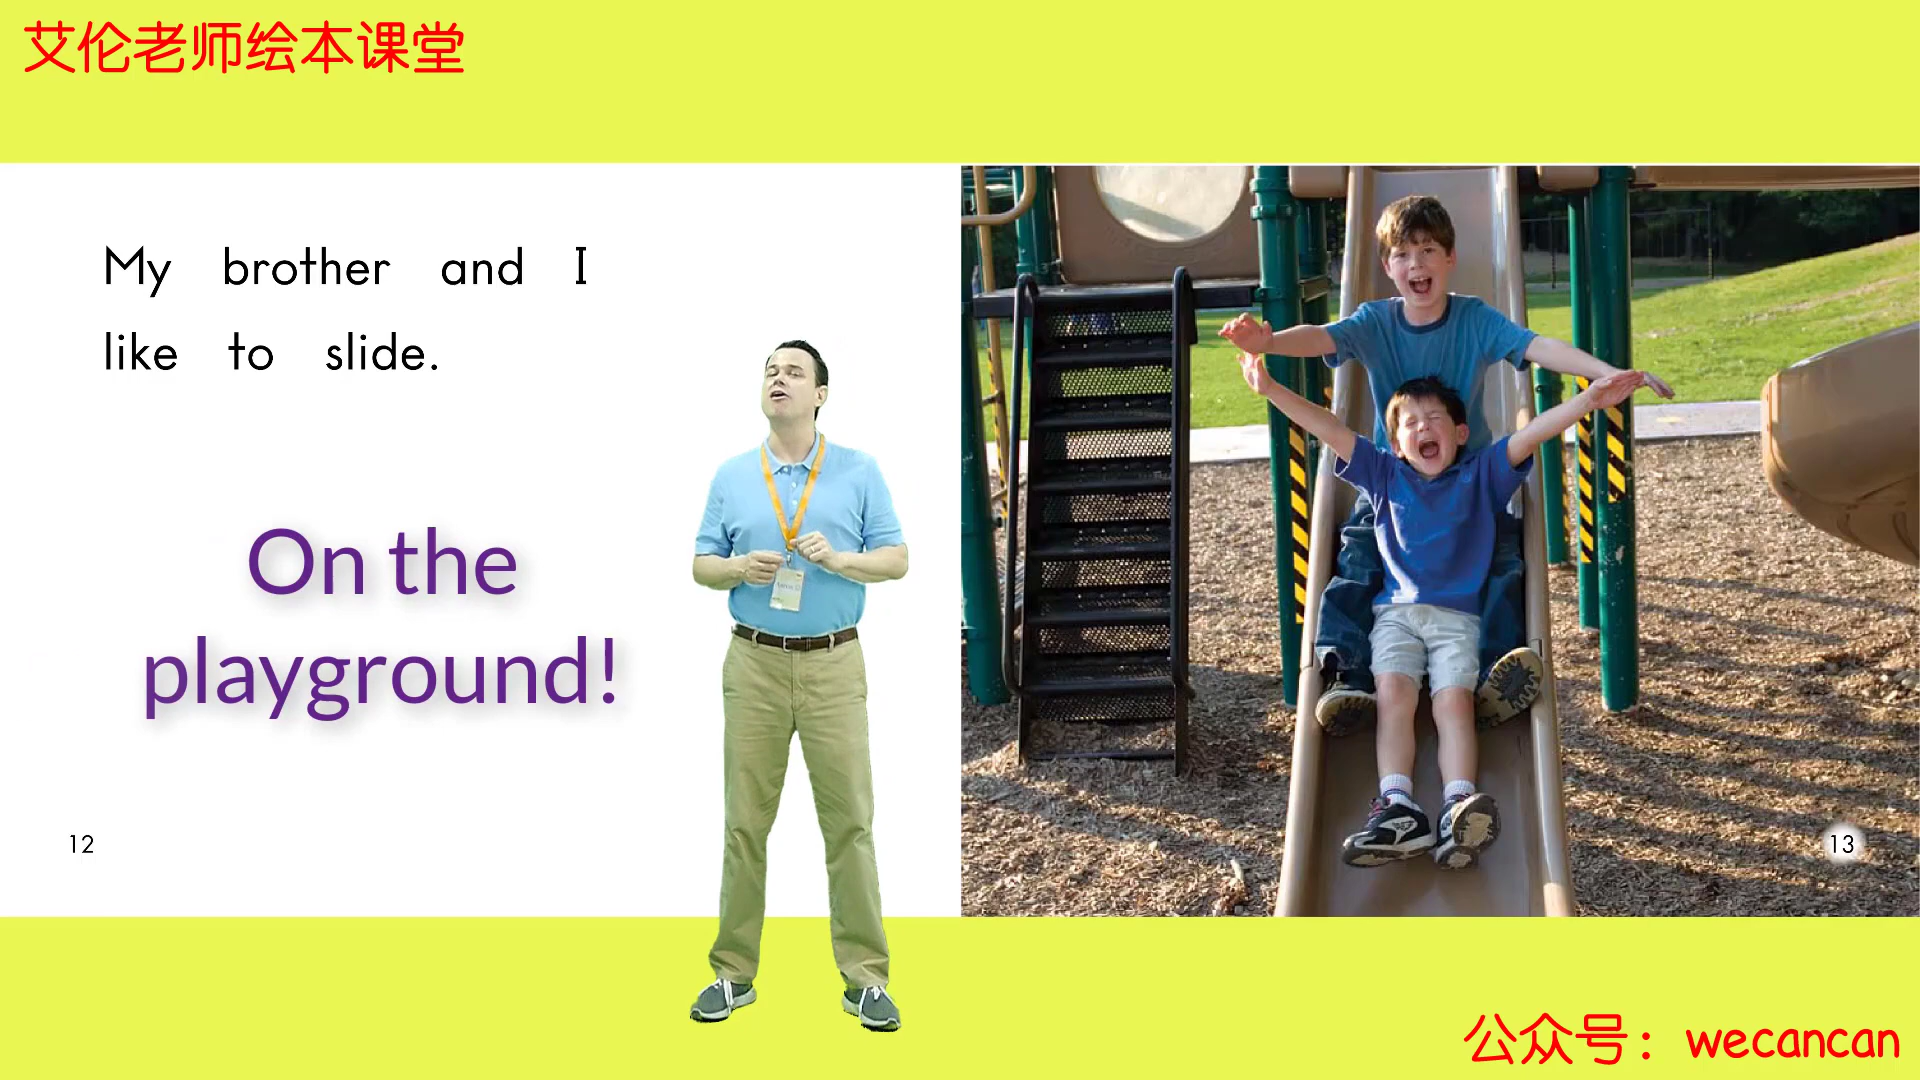 艾伦老师绘本课堂
My brother and I
like to slide.
On the
playground!
12
13
公众号：wecancan